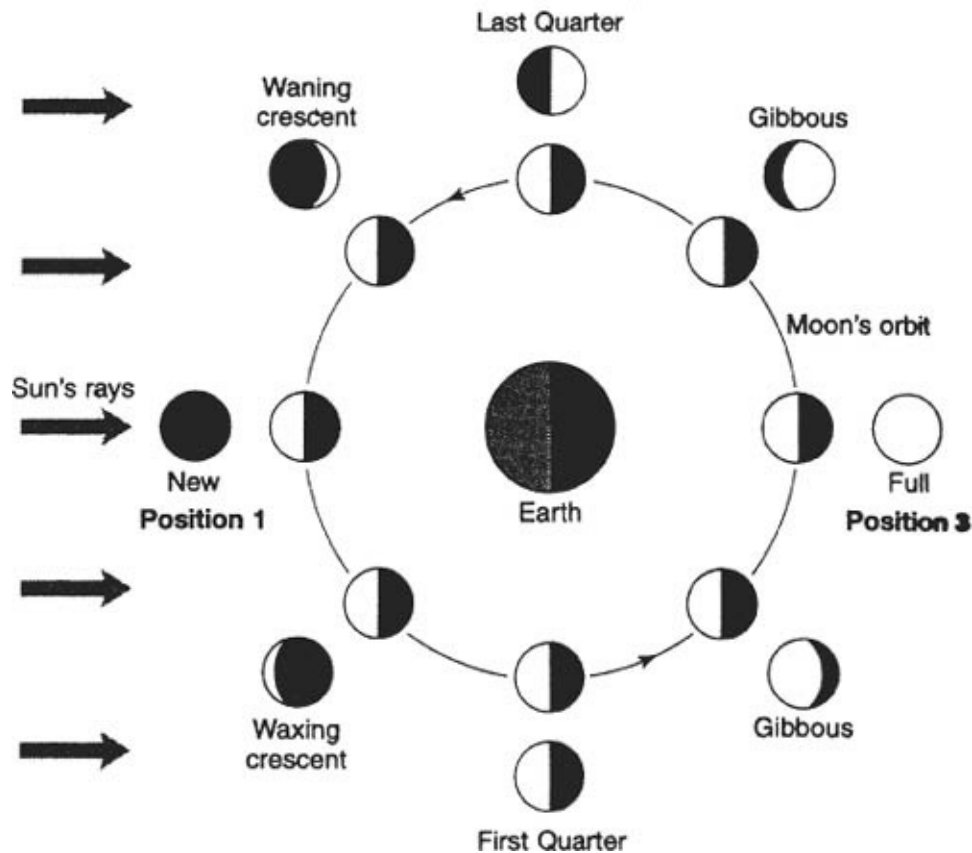 Last Quarter
Waning
crescent
Gibbous
Moon's orbit
Sun's rays
New
Position 1
Earth
Full
Position 3
Waxing
crescent
Gibbous
First Quarter